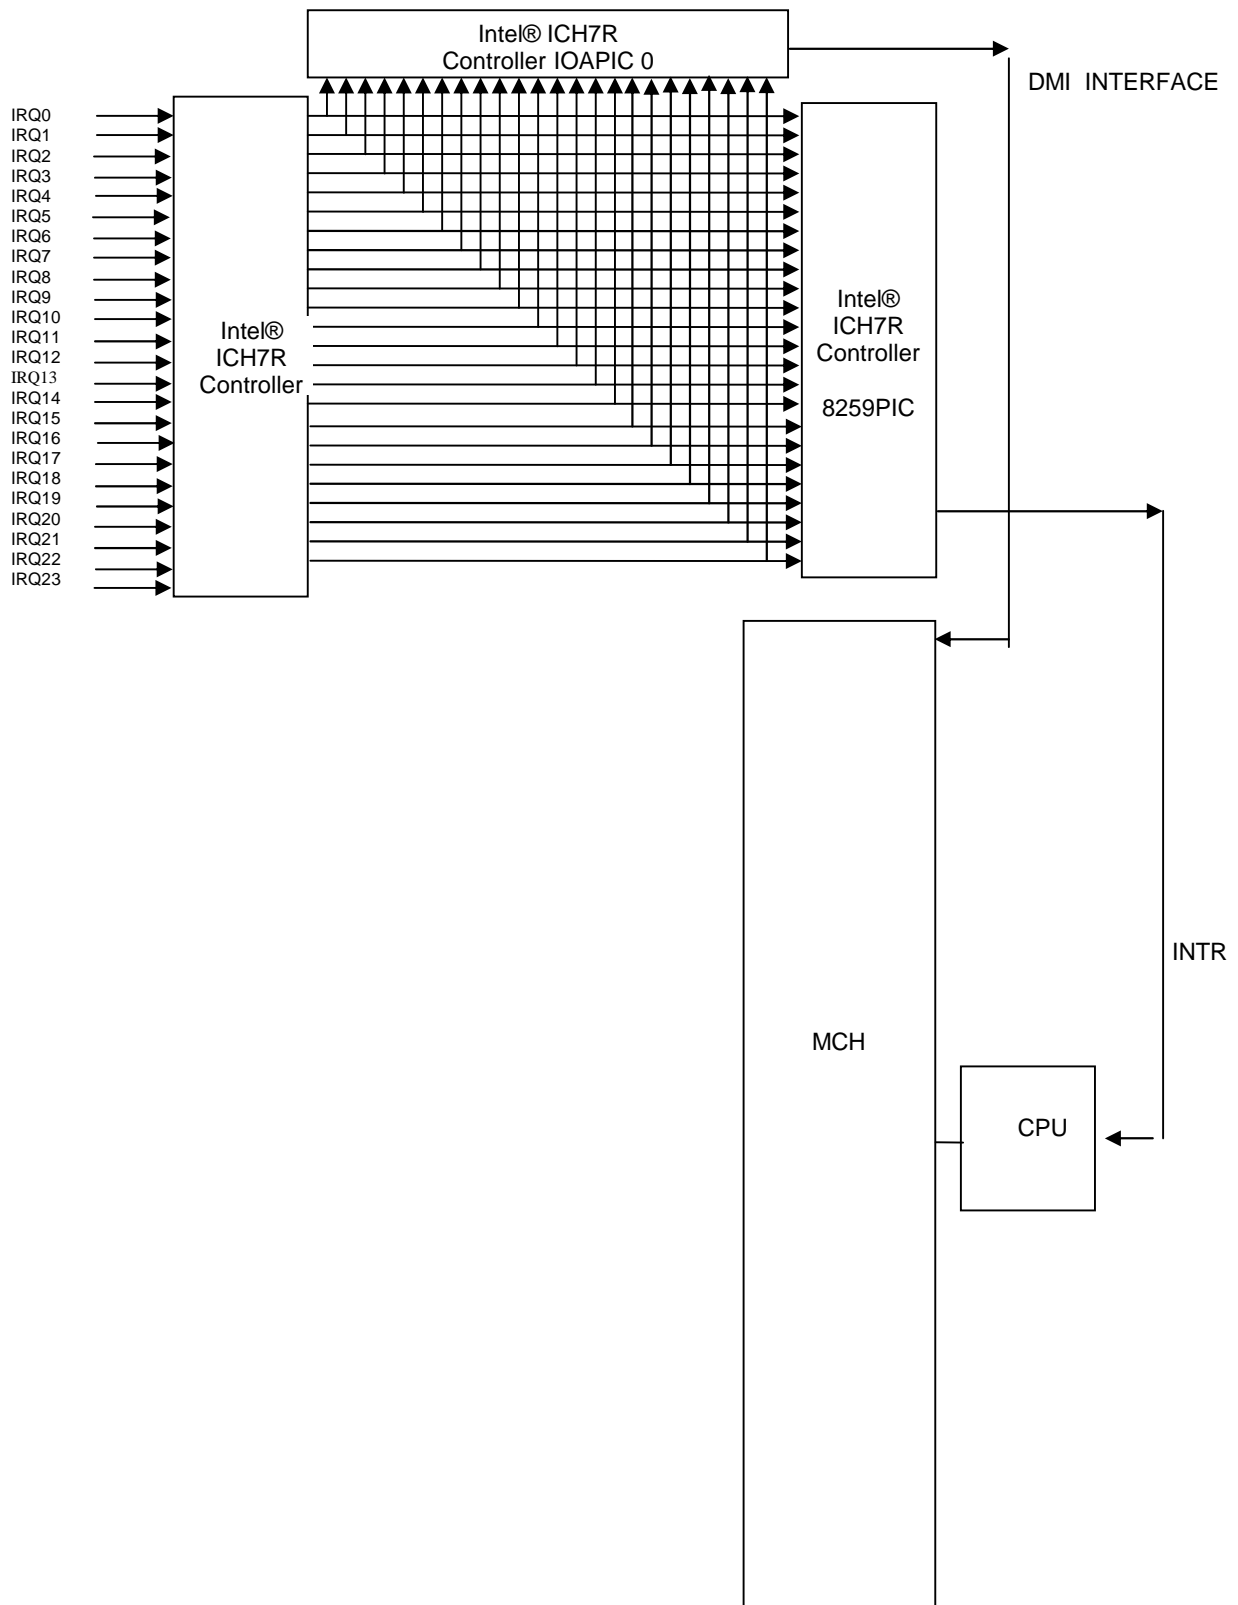 Intel® ICH7R
Controller IOAPIC 0
DMI INTERFACE
IRQ0
IRQ1
IRQ2
IRQ3
IRQ4
IRQ5
IRQ6
IRQ7
IRQ8
IRQ9
IRQ10
IRQ11
IRQ12
IRQ13
IRQ14
IRQ15
IRQ16
IRQ17
IRQ18
IRQ19
IRQ20
IRQ21
IRQ22
IRQ23
Intel®
ICH7R
Controller
Intel®
ICH7R
Controller
8259PIC
INTR
MCH
CPU